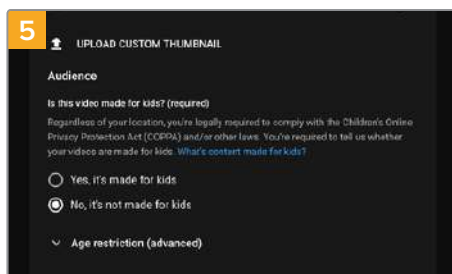 5
UPLOAD CUSTOM THUMBNAIL
Audience
Is this video made for kids? (required)
Regardless of your location, you're legally required to comply with the Children's Online
Privacy Protection Act (COPPA) and/or other laws. You're required to tell us whether
your videos are made for kids. What's content made for kids?
Yes, it's made for kids
No, it's not made for kids
Age restriction (advanced)